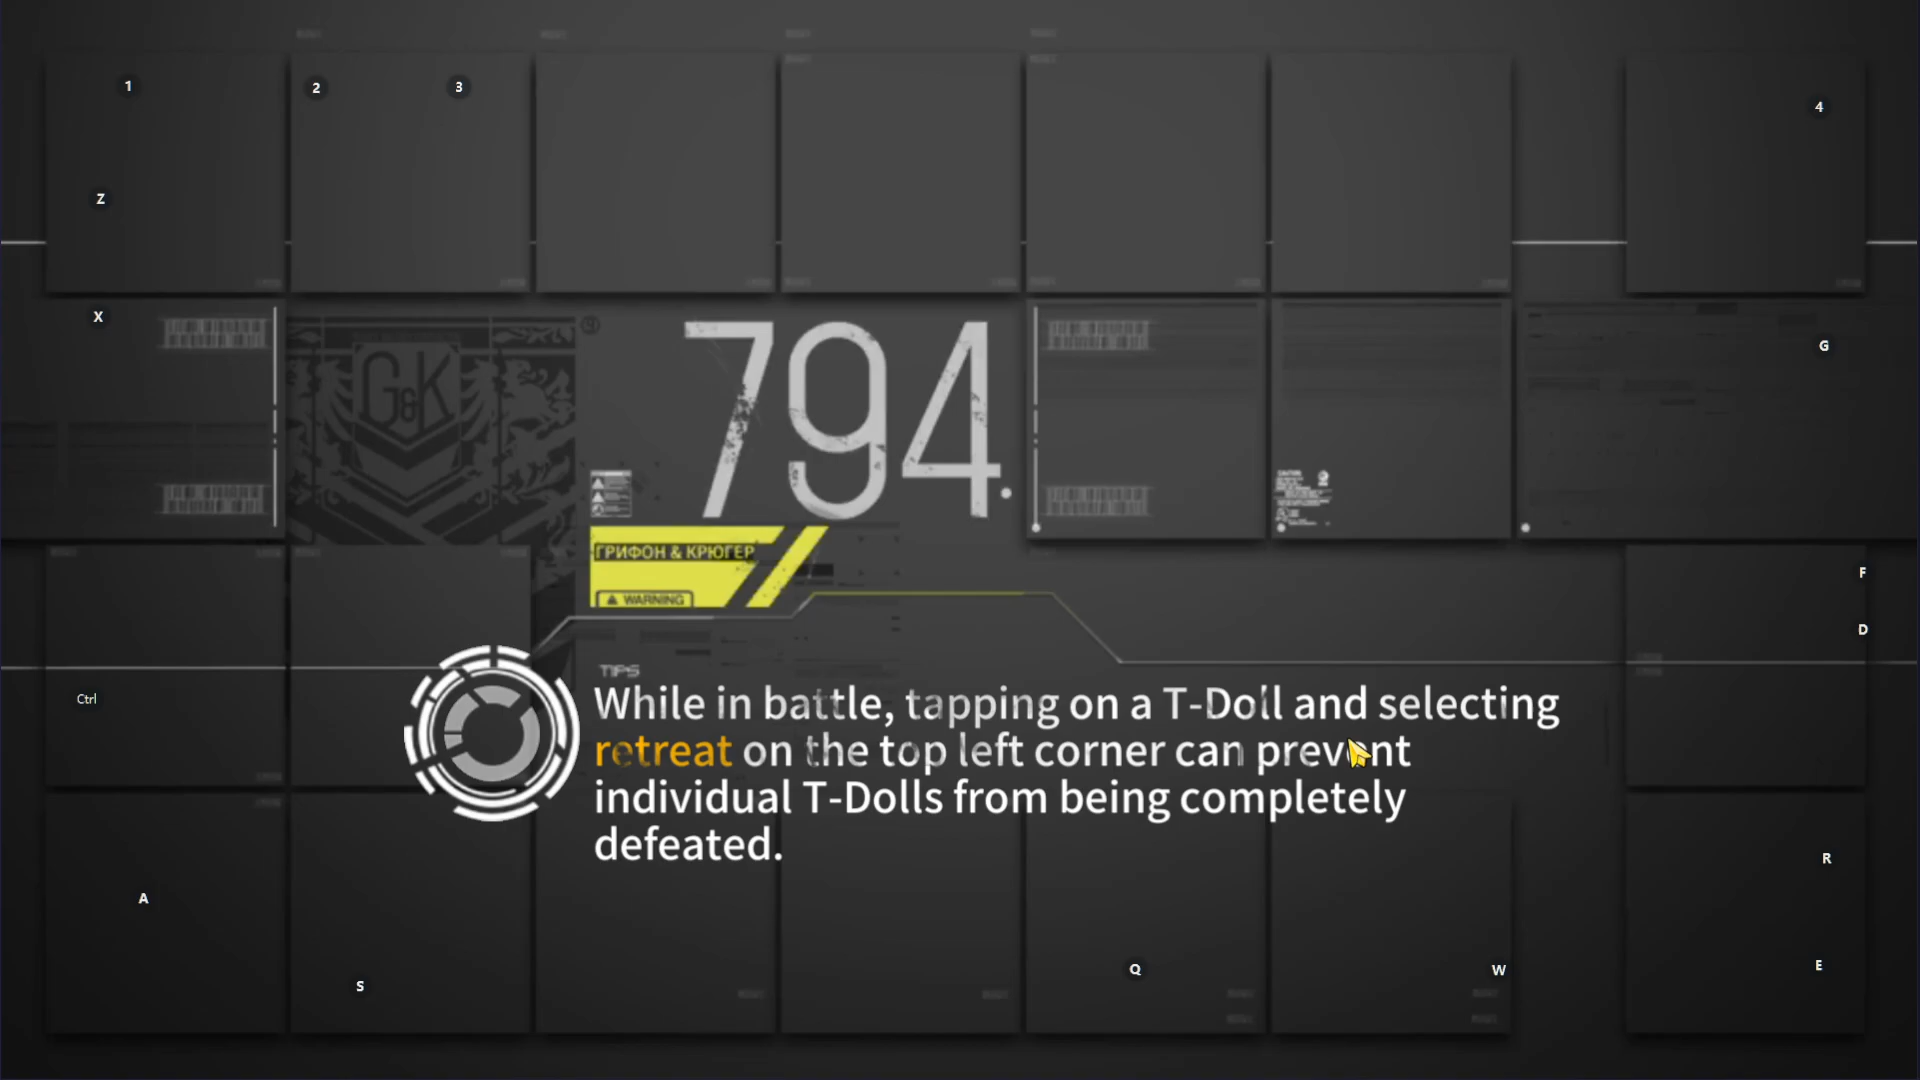 1
2
3
4
Z
X
G
G&K
794.
ГРИФОН & КРЮГЕР
WARNING
F
D
TIPS
While in battle, tapping on a T-Doll and selecting
retreat on the top left corner can prevent
individual T-Dolls from being completely
defeated.
Ctrl
R
A
Q
W
E
S
CAUTION